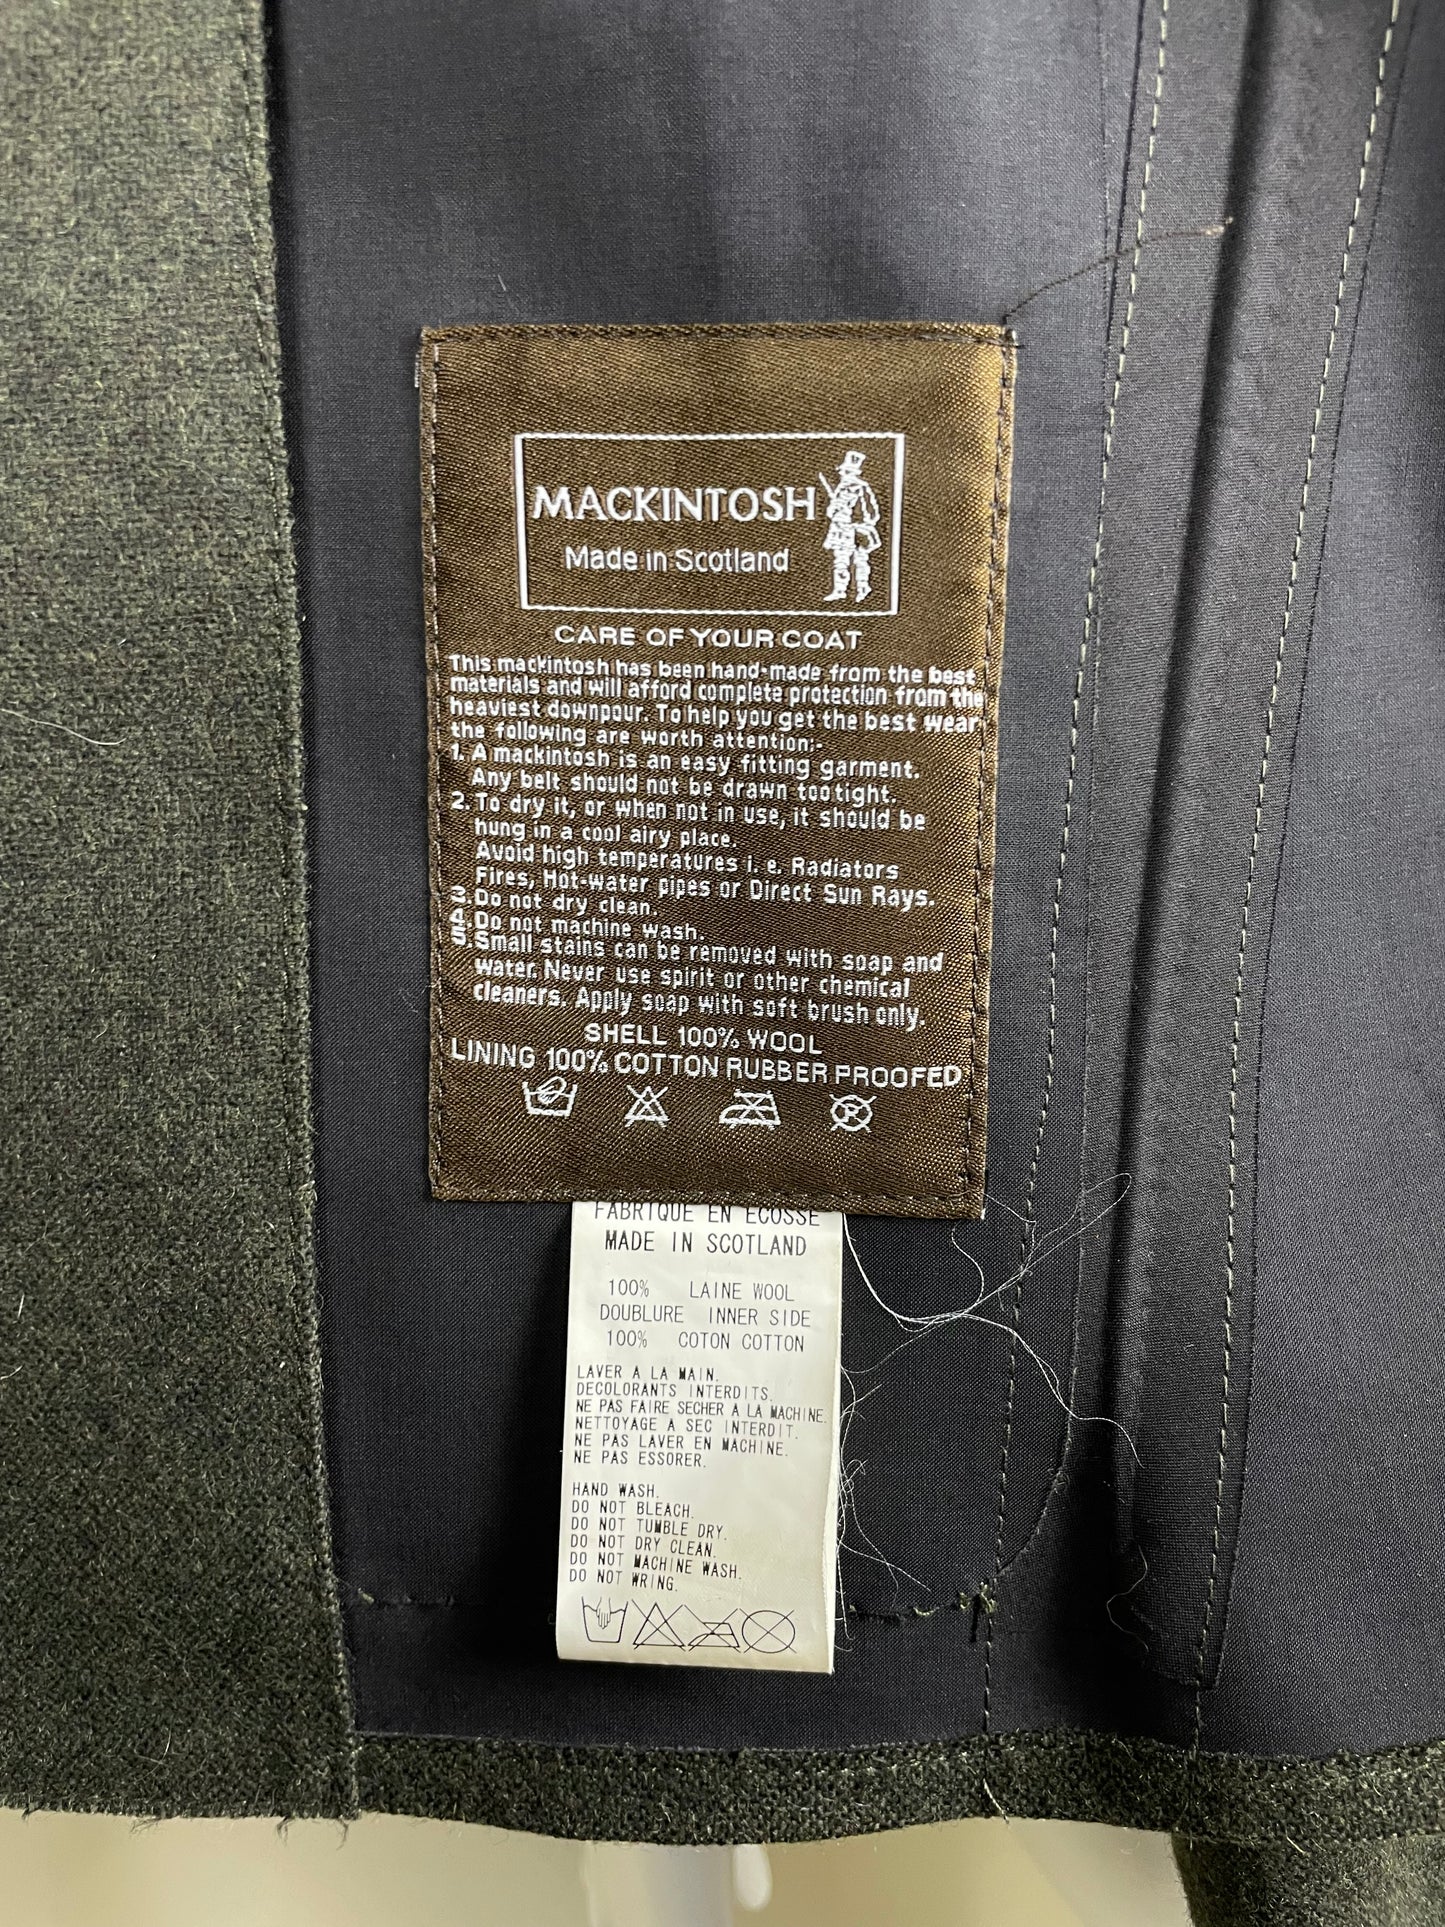 MACKINTOSH
Made in Scotland
CARE OF YOUR COAT
This mackintosh has been hand-made from the best
materials and will afford complete protection from the
heaviest downpour. To help you get the best wear
the following are worth attention:-
1. A mackintosh is an easy fitting garment.
Any belt should not be drawn too tight.
2. To dry it, or when not in use, it should be
hung in a cool airy place.
Avoid high temperatures i. e. Radiators
Fires, Hot-water pipes or Direct Sun Rays.
3. Do not dry clean.
4. Do not machine wash.
5. Small stains can be removed with soap and
water. Never use spirit or other chemical
cleaners. Apply soap with soft brush only.
SHELL 100% WOOL
LINING 100% COTTON RUBBER PROOFED
P
FABRIQUE EN ECOSSE
MADE IN SCOTLAND
100% LAINE WOOL
DOUBLURE INNER SIDE
100% COTON COTTON
LAVER A LA MAIN.
DECOLORANTS INTERDITS.
NE PAS FAIRE SECHER A LA MACHINE.
NETTOYAGE A SEC INTERDIT.
NE PAS LAVER EN MACHINE.
NE PAS ESSORER.
HAND WASH.
DO NOT BLEACH.
DO NOT TUMBLE DRY.
DO NOT DRY CLEAN.
DO NOT MACHINE WASH.
DO NOT WRING.